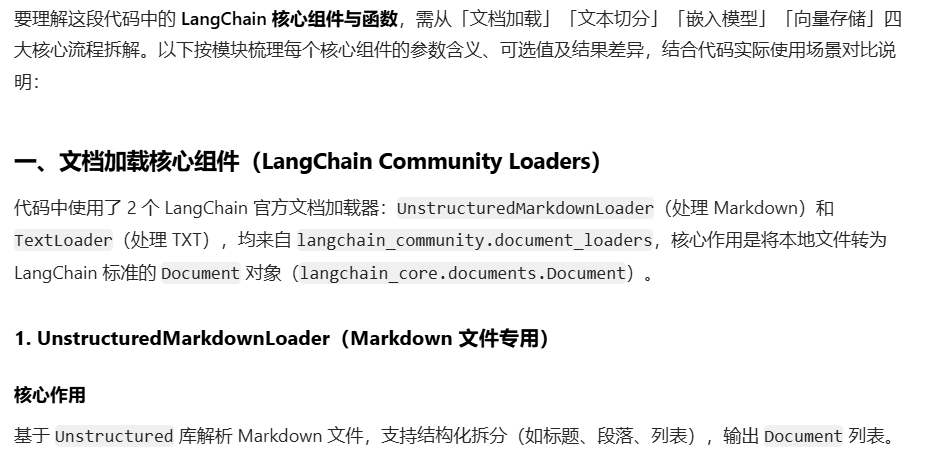 要理解这段代码中的 LangChain 核心组件与函数，需从「文档加载」「文本切分」「嵌入模型」「向量存储」四
大核心流程拆解。以下按模块梳理每个核心组件的参数含义、可选值及结果差异，结合代码实际使用场景对比说
明：
一、文档加载核心组件（LangChain Community Loaders）
代码中使用了 2 个 LangChain 官方文档加载器：UnstructuredMarkdownLoader（处理 Markdown）和
TextLoader（处理 TXT），均来自 langchain_community.document_loaders，核心作用是将本地文件转为
LangChain 标准的 Document 对象（langchain_core.documents.Document）。
1. UnstructuredMarkdownLoader（Markdown 文件专用）
核心作用
基于 Unstructured 库解析 Markdown 文件，支持结构化拆分（如标题、段落、列表），输出 Document 列表。